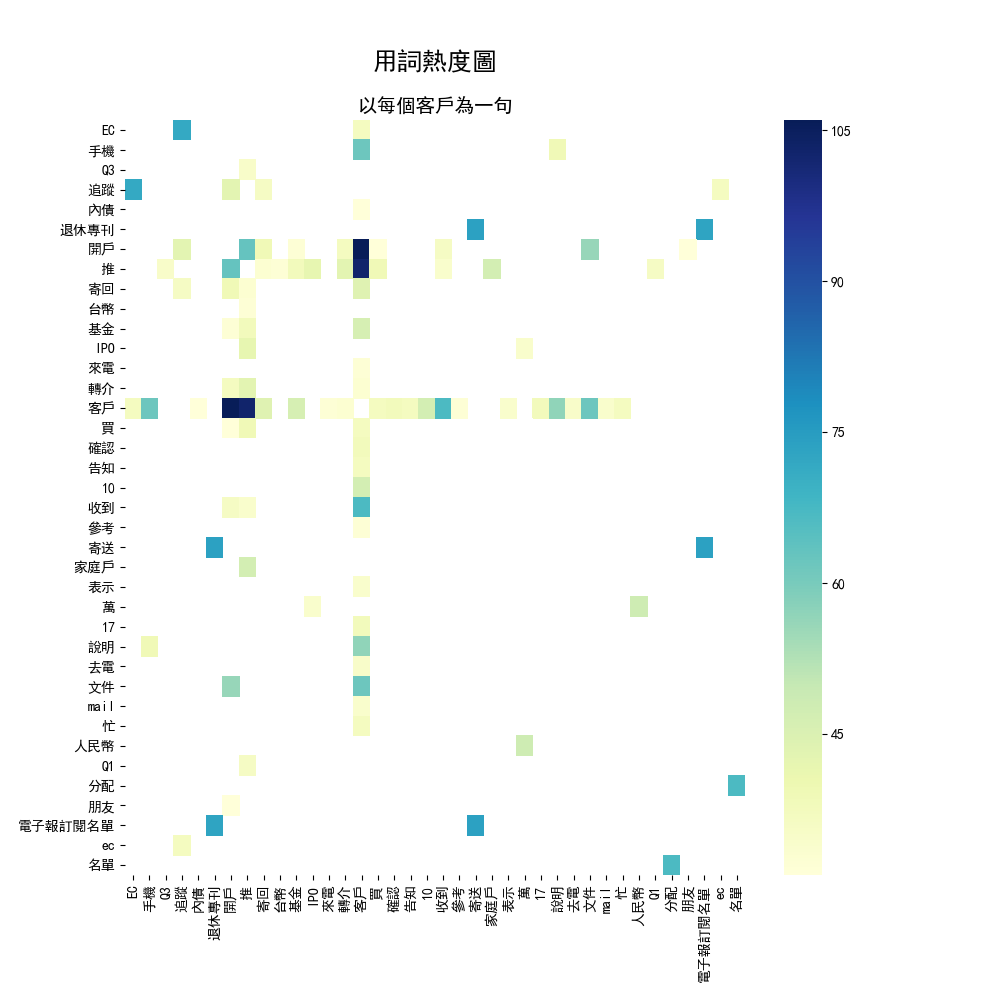 用詞熱度圖
以每個客戶為一句
EC
手機
Q3
追蹤
內債
退休專刊
開戶
推
寄回
台幣
基金
IPO
來電
轉介
客戶
買
確認
告知
10
收到
參考
寄送
家庭戶
表示
萬
17
說明
去電
文件
mail
忙
人民幣
Q1
分配
朋友
電子報訂閱名單
ec
名單
EC
手機
Q3
追蹤
內債
退休專刊
開戶
推
寄回
台幣
基金
IPO
來電
轉介
客戶
買
確認
告知
10
收到
參考
寄送
家庭戶
表示
萬
17
說明
去電
文件
mail
忙
人民幣
Q1
分配
朋友
電子報訂閱名單
ec
名單
105
90
75
60
45